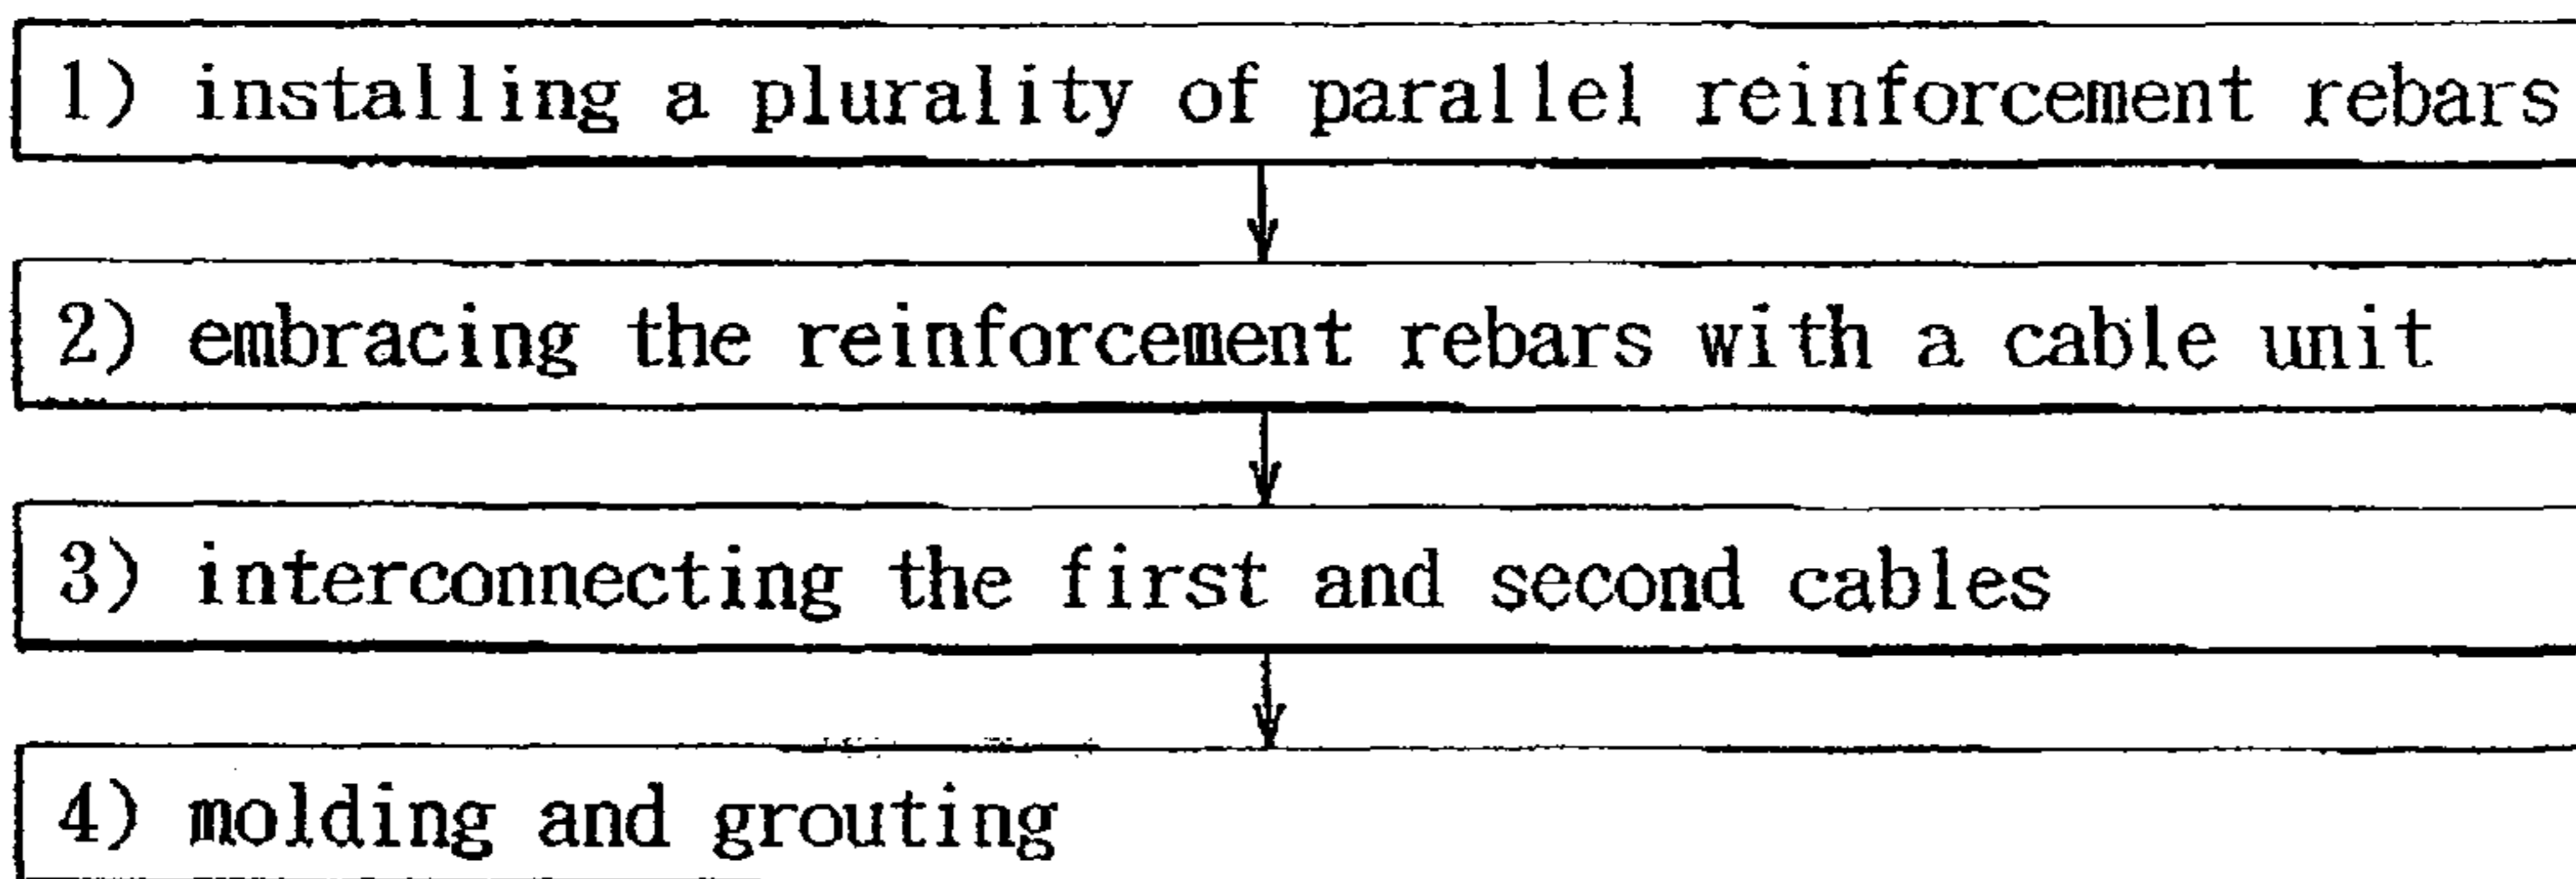 1) installing a plurality of parallel reinforcement rebars
2) embracing the reinforcement rebars with a cable unit
3) interconnecting the first and second cables
4) molding and grouting